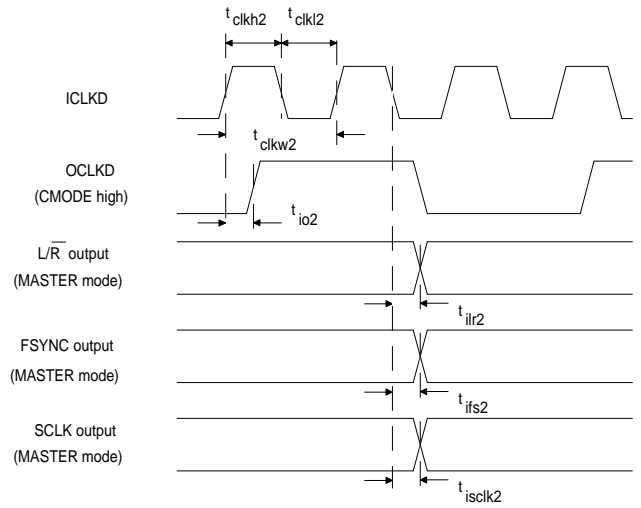 t clkh2 t clkl2
ICLKD
t clkw2
OCLKD
(CMODE high)
t io2
L/R̅ output
(MASTER mode)
t ilr2
FSYNC output
(MASTER mode)
t ifs2
SCLK output
(MASTER mode)
t isclk2